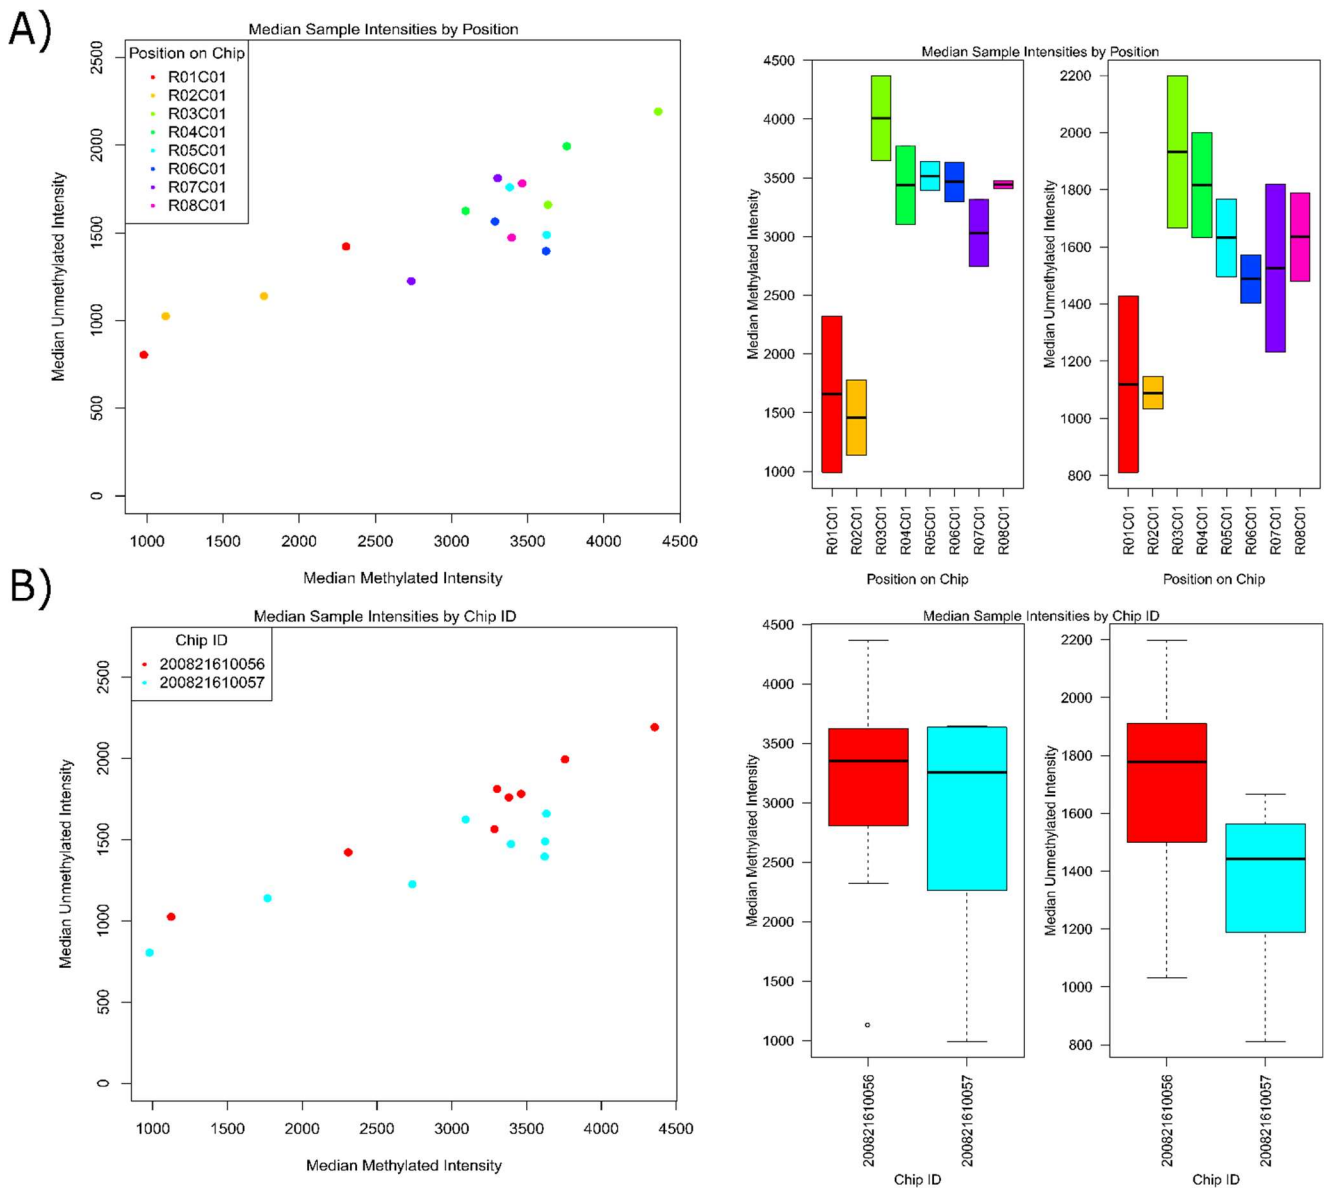 A)
Median Sample Intensities by Position
Position on Chip
R01C01
R02C01
R03C01
R04C01
R05C01
R06C01
R07C01
R08C01
2500
2000
1500
1000
500
0
Median Unmethylated Intensity
1000 1500 2000 2500 3000 3500 4000 4500
Median Methylated Intensity
Median Sample Intensities by Position
4500
4000
3500
3000
2500
2000
1500
1000
Median Methylated Intensity
R01C01
R02C01
R03C01
R04C01
R05C01
R06C01
R07C01
R08C01
Position on Chip
2200
2000
1800
1600
1400
1200
1000
800
Median Unmethylated Intensity
R01C01
R02C01
R03C01
R04C01
R05C01
R06C01
R07C01
R08C01
Position on Chip
B)
Median Sample Intensities by Chip ID
Chip ID
200821610056
200821610057
2500
2000
1500
1000
500
0
Median Unmethylated Intensity
1000 1500 2000 2500 3000 3500 4000 4500
Median Methylated Intensity
Median Sample Intensities by Chip ID
4500
4000
3500
3000
2500
2000
1500
1000
Median Methylated Intensity
200821610056
200821610057
Chip ID
2200
2000
1800
1600
1400
1200
1000
800
Median Unmethylated Intensity
200821610056
200821610057
Chip ID